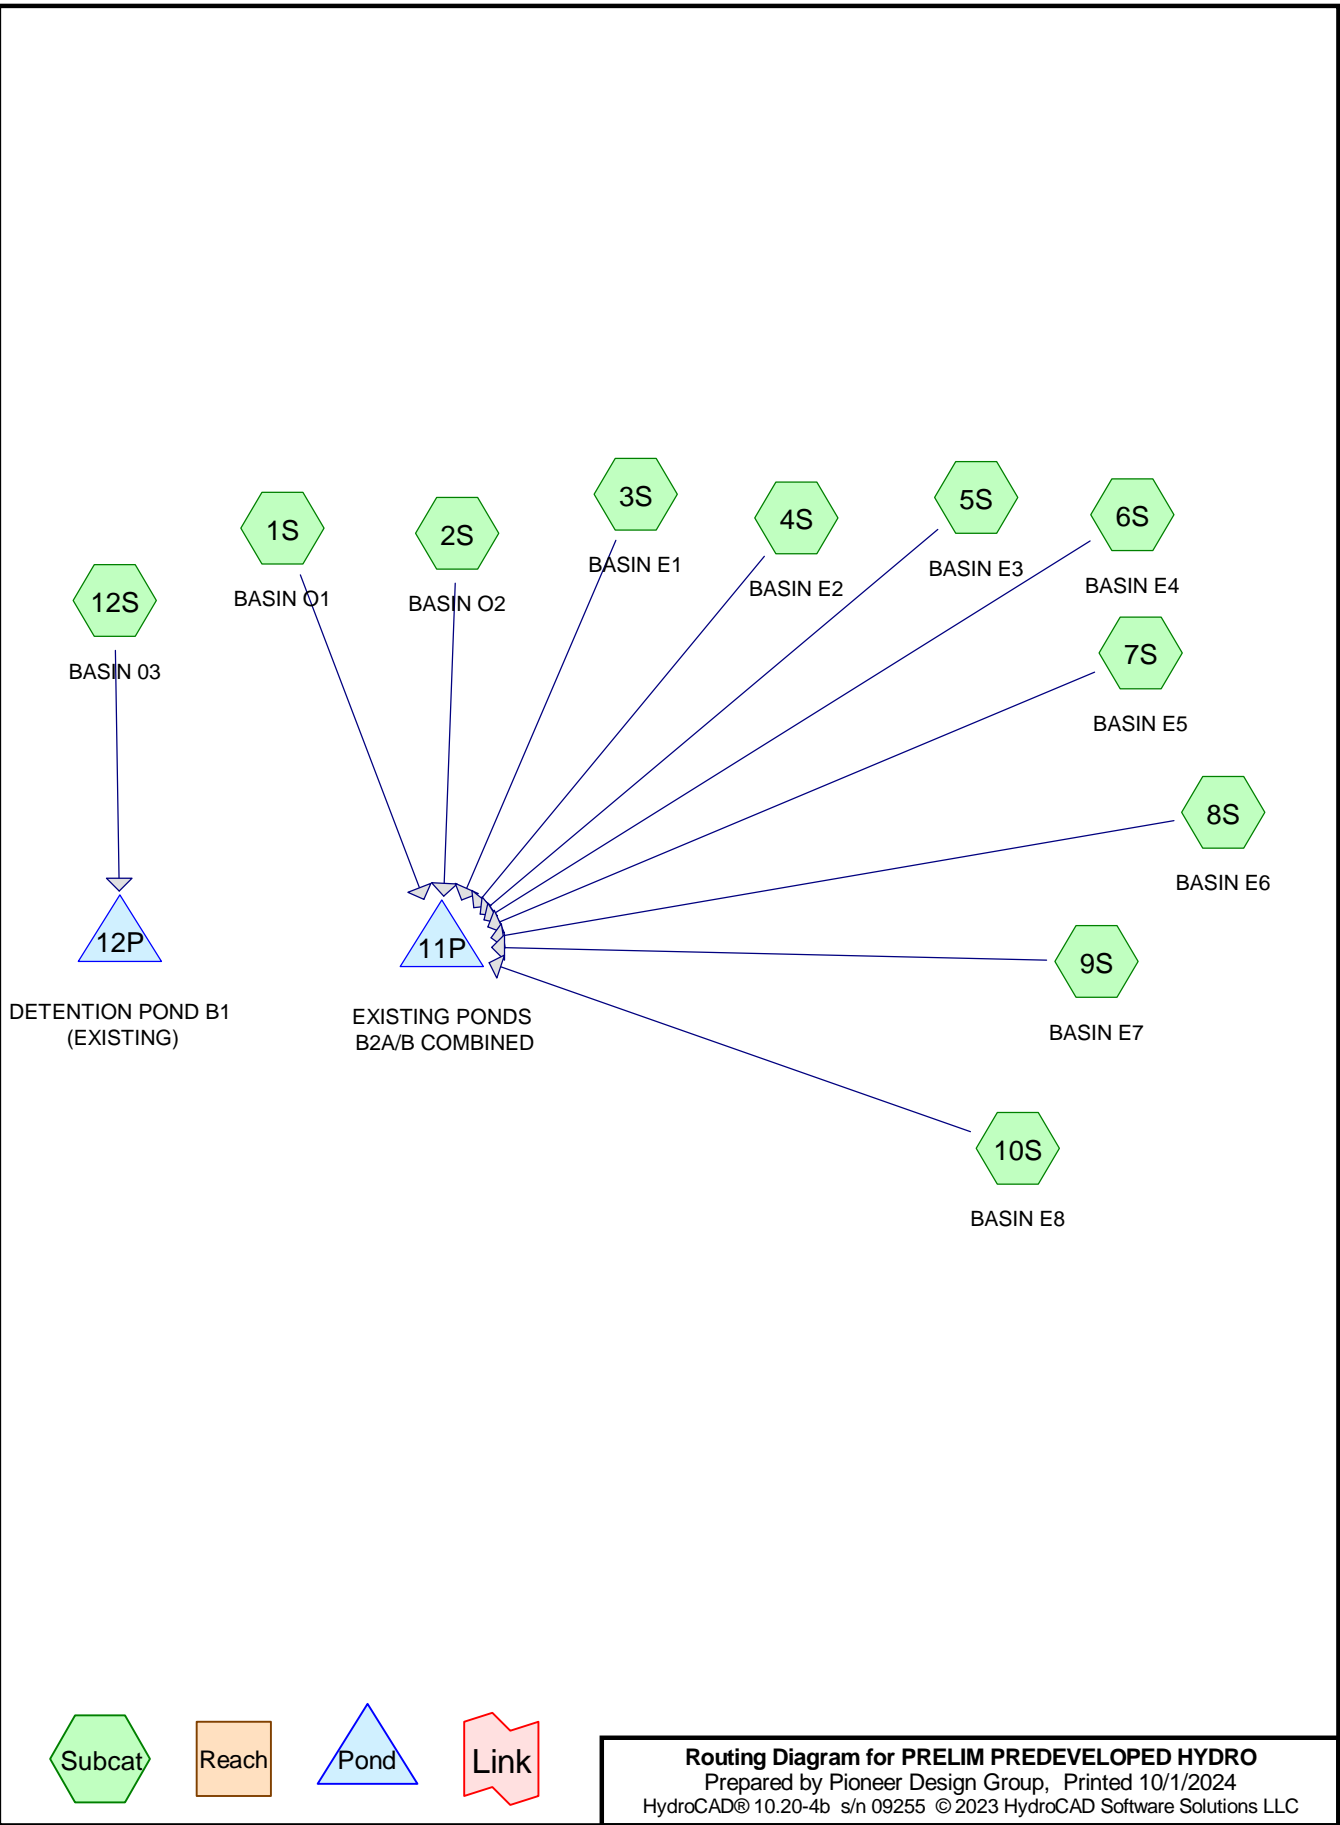 3S
5S
6S
4S
1S
2S
BASIN E1
BASIN E3
BASIN E2
BASIN E4
12S
BASIN O1
BASIN O2
7S
BASIN 03
BASIN E5
8S
BASIN E6
12P
11P
9S
DETENTION POND B1
(EXISTING)
EXISTING PONDS
B2A/B COMBINED
BASIN E7
10S
BASIN E8
Subcat
Reach
Pond
Link
Routing Diagram for PRELIM PREDEVELOPED HYDRO
Prepared by Pioneer Design Group, Printed 10/1/2024
HydroCAD® 10.20-4b s/n 09255 © 2023 HydroCAD Software Solutions LLC